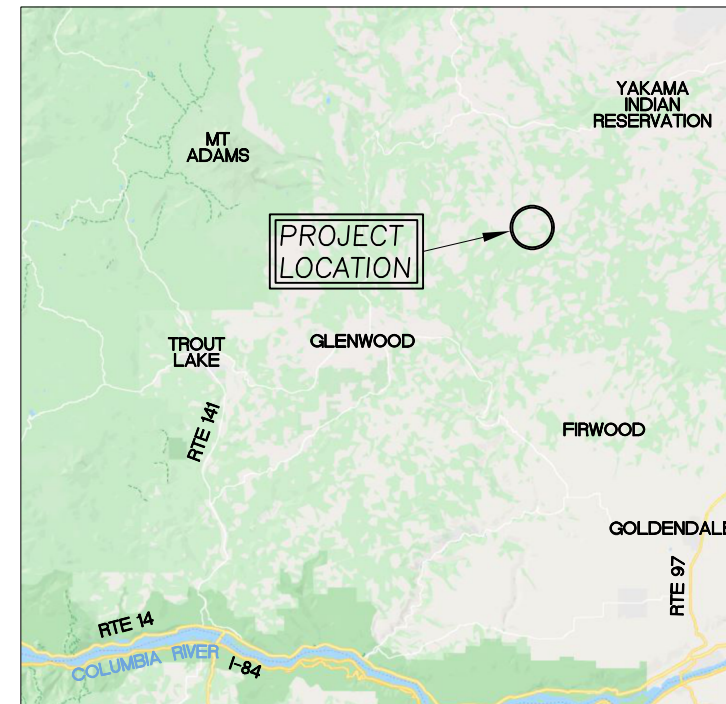 YAKAMA
INDIAN
RESERVATION
MT
ADAMS
PROJECT
LOCATION
TROUT
LAKE
GLENWOOD
RTE 141
FIRWOOD
GOLDENDALE
RTE 97
RTE 14
COLUMBIA RIVER
I-84